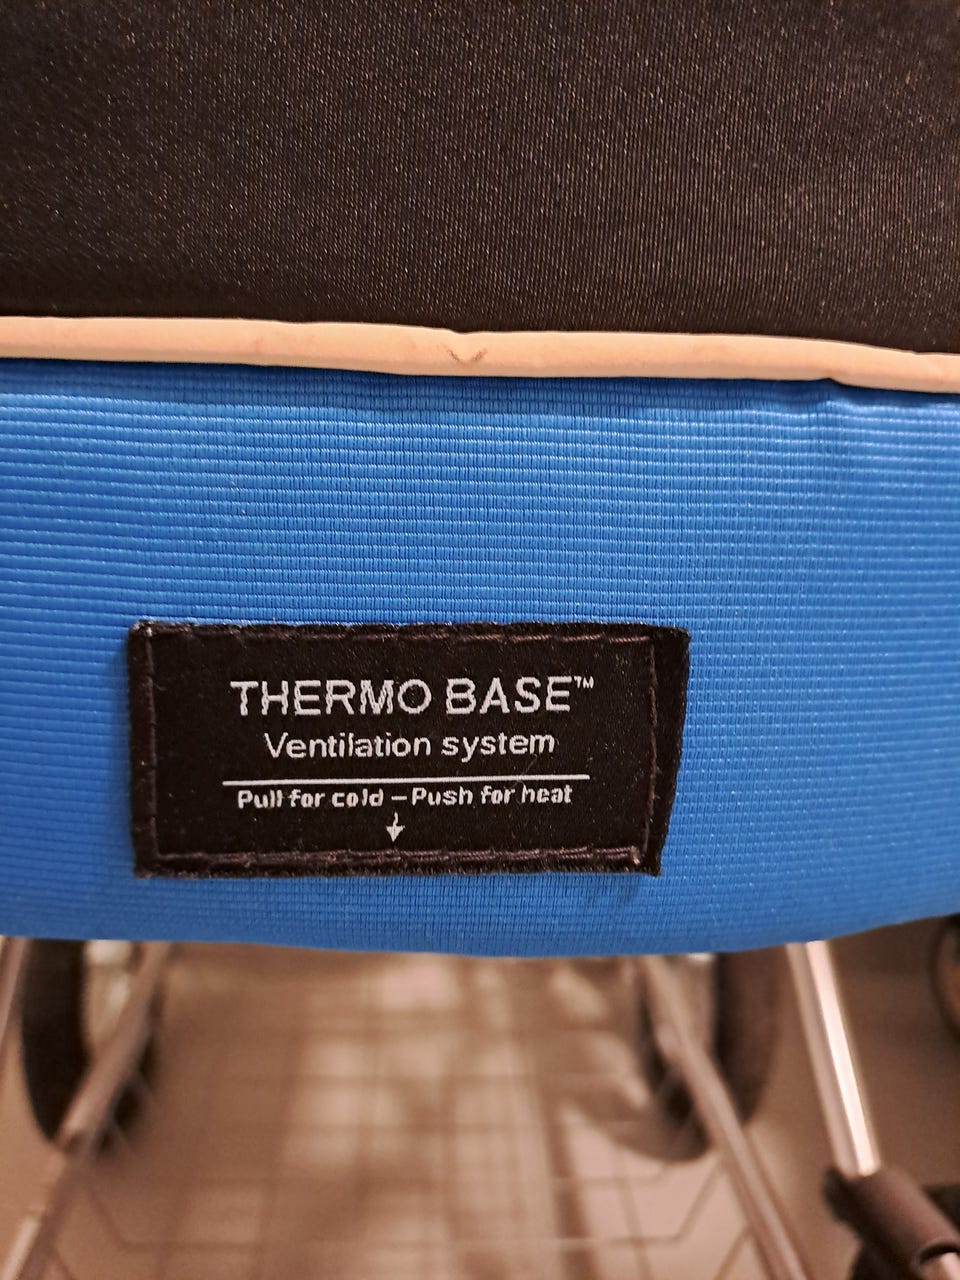 THERMO BASE™
Ventilation system
Pull for cold – Push for heat